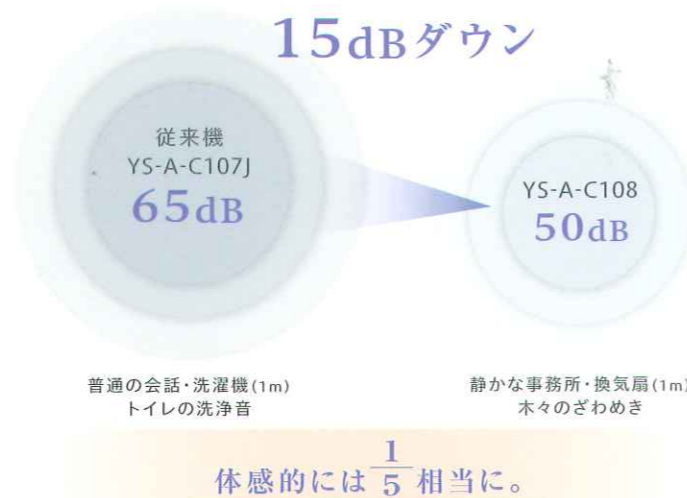 15dBダウン
従来機
YS-A-C107J
65dB
YS-A-C108
50dB
普通の会話・洗濯機(1m)
トイレの洗浄音
静かな事務所・換気扇(1m)
木々のざわめき
体感的には1/5相当に。